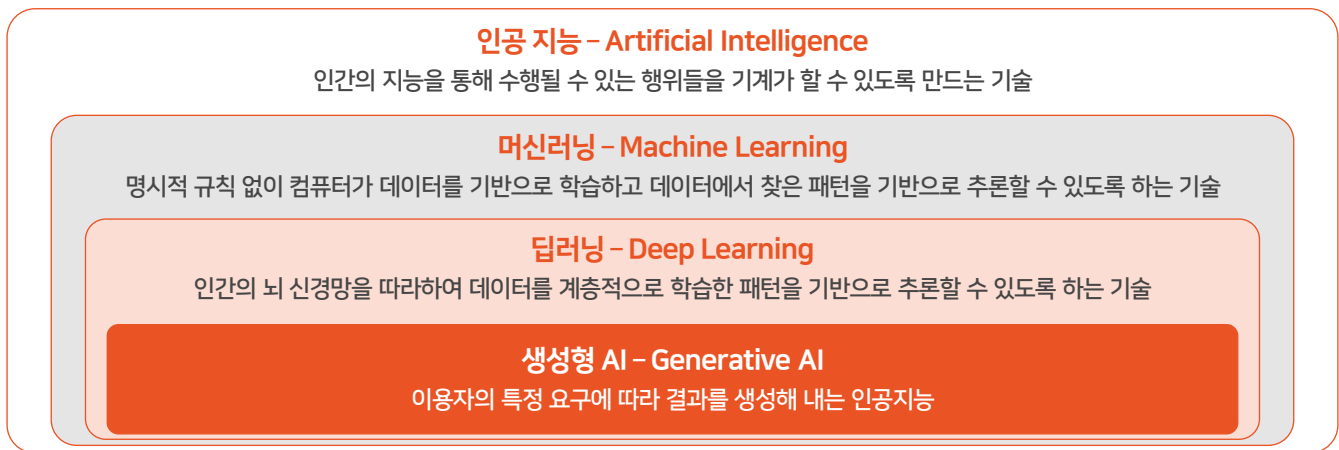 인공 지능 – Artificial Intelligence
인간의 지능을 통해 수행될 수 있는 행위들을 기계가 할 수 있도록 만드는 기술
머신러닝 – Machine Learning
명시적 규칙 없이 컴퓨터가 데이터를 기반으로 학습하고 데이터에서 찾은 패턴을 기반으로 추론할 수 있도록 하는 기술
딥러닝 – Deep Learning
인간의 뇌 신경망을 따라하여 데이터를 계층적으로 학습한 패턴을 기반으로 추론할 수 있도록 하는 기술
생성형 AI – Generative AI
이용자의 특정 요구에 따라 결과를 생성해 내는 인공지능